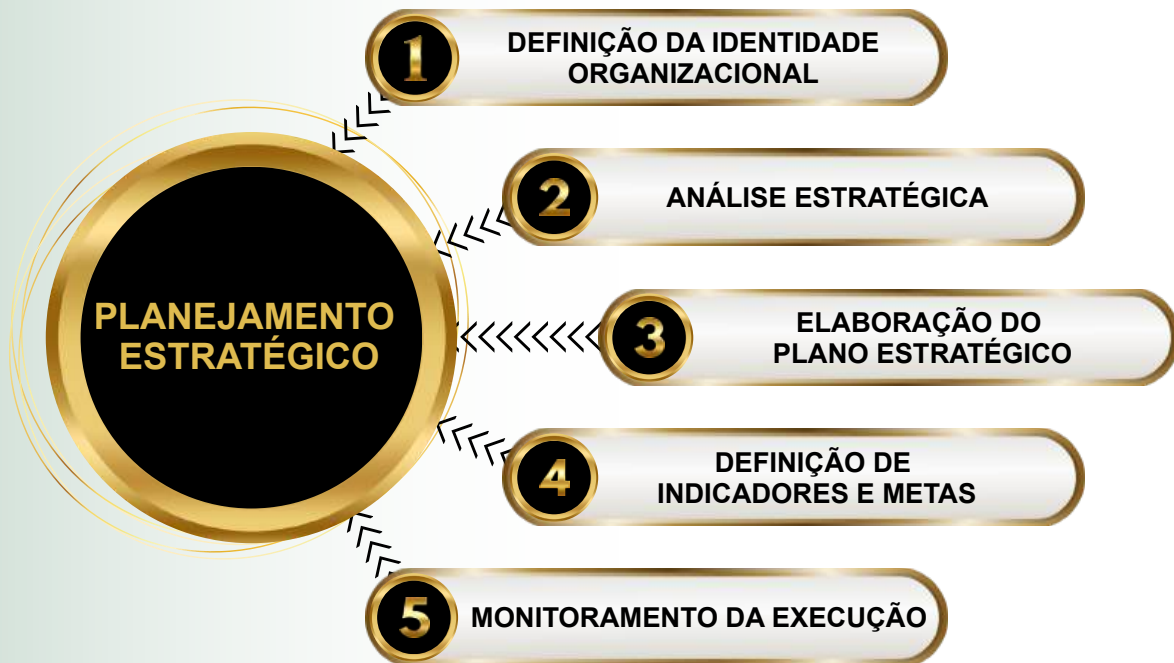 1
DEFINIÇÃO DA IDENTIDADE
ORGANIZACIONAL
2
ANÁLISE ESTRATÉGICA
PLANEJAMENTO
ESTRATÉGICO
3
ELABORAÇÃO DO
PLANO ESTRATÉGICO
4
DEFINIÇÃO DE
INDICADORES E METAS
5
MONITORAMENTO DA EXECUÇÃO